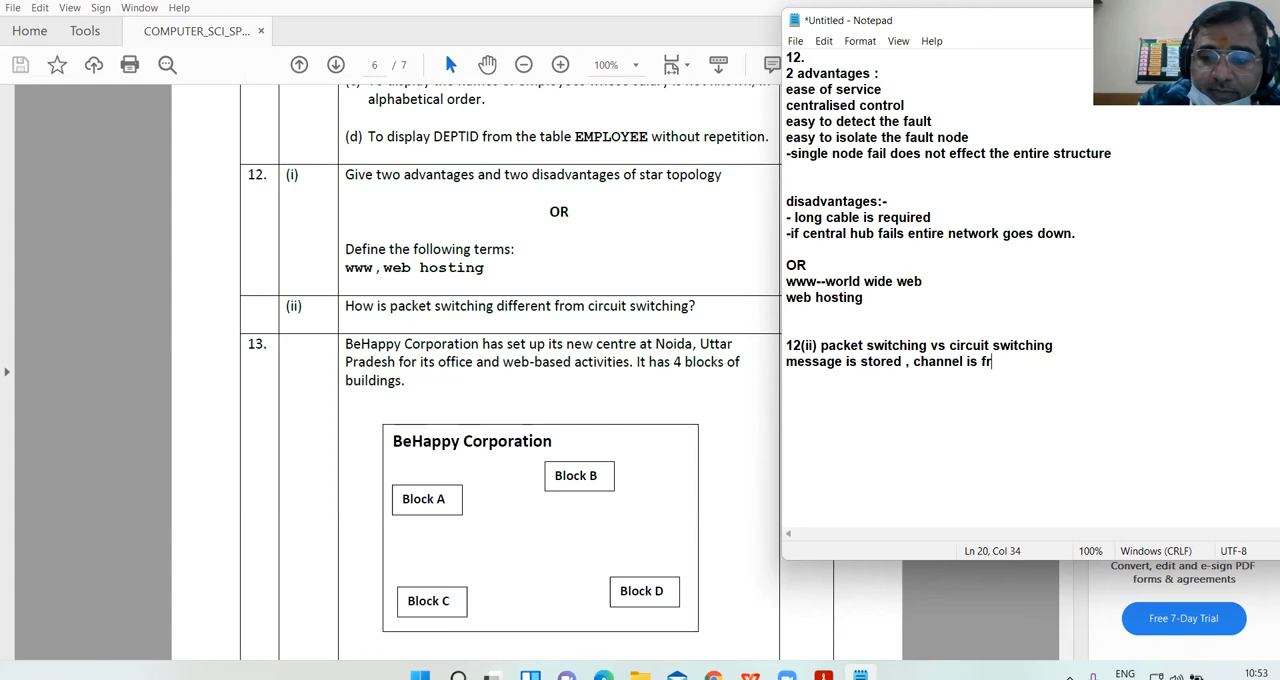 File Edit View Sign Window Help
Home Tools COMPUTER_SCI_SP... ×
6 / 7 100%
alphabetical order.
(d) To display DEPTID from the table EMPLOYEE without repetition.
12. (i) Give two advantages and two disadvantages of star topology
OR
Define the following terms:
www , web hosting
(ii) How is packet switching different from circuit switching?
13. BeHappy Corporation has set up its new centre at Noida, Uttar
Pradesh for its office and web-based activities. It has 4 blocks of
buildings.
BeHappy Corporation
Block B
Block A
Block D
Block C
*Untitled - Notepad
File Edit Format View Help
12.
2 advantages :
ease of service
centralised control
easy to detect the fault
easy to isolate the fault node
-single node fail does not effect the entire structure
disadvantages:-
- long cable is required
-if central hub fails entire network goes down.
OR
www--world wide web
web hosting
12(ii) packet switching vs circuit switching
message is stored , channel is fr
Ln 20, Col 34 100% Windows (CRLF) UTF-8
Convert, edit and e-sign PDF
forms & agreements
Free 7-Day Trial
ENG 10:53